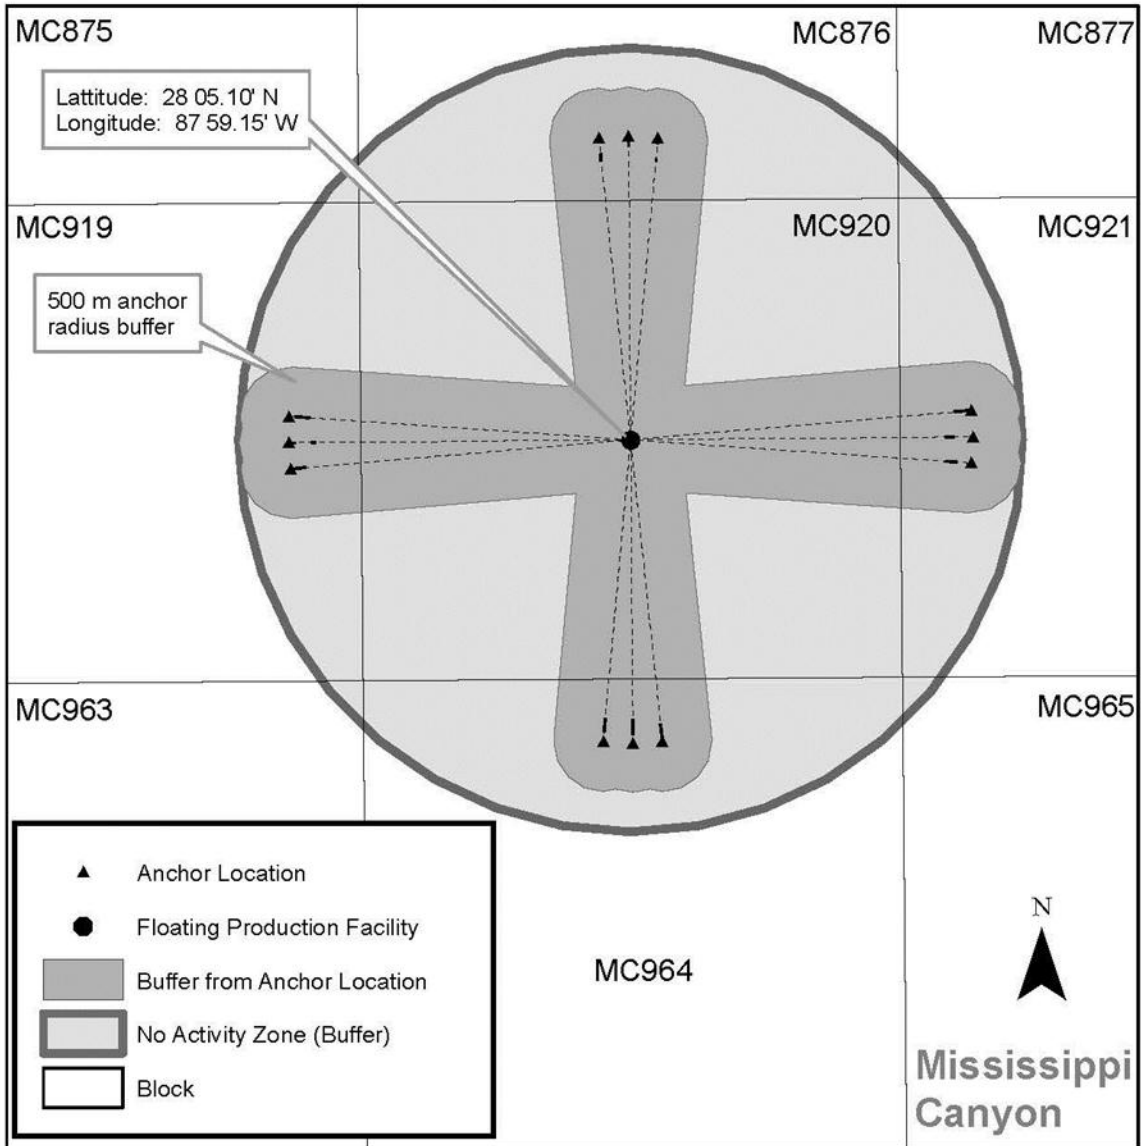 MC875
MC876
MC877
Lattitude: 28 05.10' N
Longitude: 87 59.15' W
MC919
MC920
MC921
500 m anchor
radius buffer
MC963
MC965
Anchor Location
Floating Production Facility
Buffer from Anchor Location
No Activity Zone (Buffer)
Block
MC964
N
Mississippi
Canyon